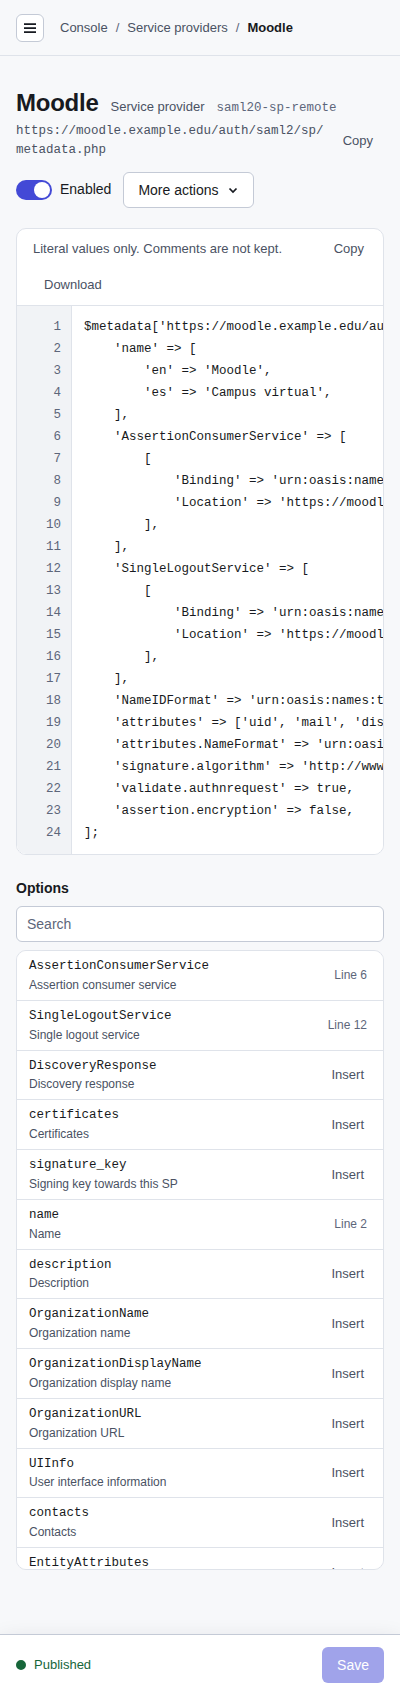 Console / Service providers / Moodle
Moodle Service provider saml20-sp-remote
https://moodle.example.edu/auth/saml2/sp/
metadata.php
Copy
Enabled
More actions
Literal values only. Comments are not kept.
Copy
Download
1 $metadata['https://moodle.example.edu/au
2 'name' => [
3 'en' => 'Moodle',
4 'es' => 'Campus virtual',
5 ],
6 'AssertionConsumerService' => [
7 [
8 'Binding' => 'urn:oasis:name
9 'Location' => 'https://moodl
10 ],
11 ],
12 'SingleLogoutService' => [
13 [
14 'Binding' => 'urn:oasis:name
15 'Location' => 'https://moodl
16 ],
17 ],
18 'NameIDFormat' => 'urn:oasis:names:t
19 'attributes' => ['uid', 'mail', 'dis
20 'attributes.NameFormat' => 'urn:oasi
21 'signature.algorithm' => 'http://www
22 'validate.authnrequest' => true,
23 'assertion.encryption' => false,
24 ];
Options
Search
AssertionConsumerService
Assertion consumer service
Line 6
SingleLogoutService
Single logout service
Line 12
DiscoveryResponse
Discovery response
Insert
certificates
Certificates
Insert
signature_key
Signing key towards this SP
Insert
name
Name
Line 2
description
Description
Insert
OrganizationName
Organization name
Insert
OrganizationDisplayName
Organization display name
Insert
OrganizationURL
Organization URL
Insert
UIInfo
User interface information
Insert
contacts
Contacts
Insert
EntityAttributes
Published
Save